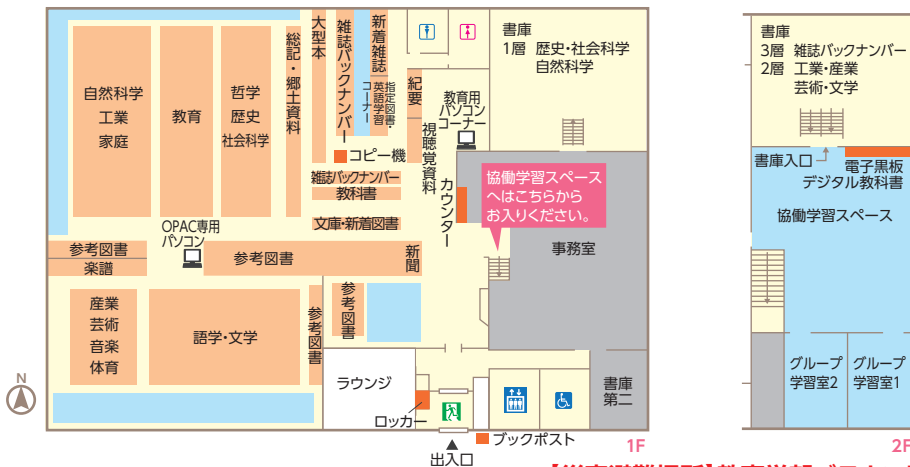 自然科学
工業
家庭
教育
哲学
歴史
社会科学
総記・郷土資料
大型本
雑誌バックナンバー
新着雑誌
指定図書・
英語学習
コーナー
紀要
視聴覚資料
教育用
パソコン
コーナー
コピー機
雑誌バックナンバー
教科書
文庫・新着図書
カウンター
協働学習スペース
へはこちらから
お入りください。
事務室
書庫
1層 歴史・社会科学
自然科学
OPAC専用
パソコン
参考図書
楽譜
参考図書
新聞
産業
芸術
音楽
体育
語学・文学
参考図書
参考図書
ラウンジ
ロッカー
書庫
第二
N
出入口
ブックポスト
1F
書庫
3層 雑誌バックナンバー
2層 工業・産業
芸術・文学
書庫入口
電子黒板
デジタル教科書
協働学習スペース
グループ
学習室2
グループ
学習室1
2F